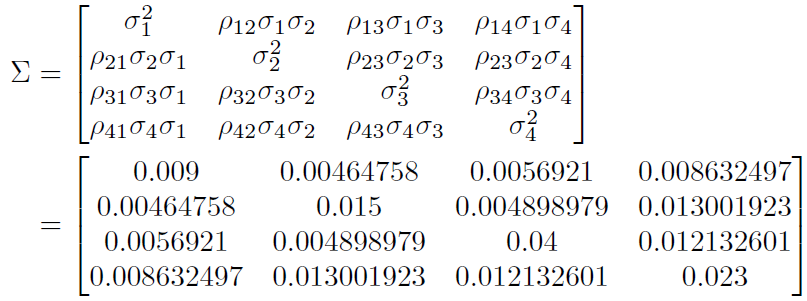 Σ = [σ₁² ρ₁₂σ₁σ₂ ρ₁₃σ₁σ₃ ρ₁₄σ₁σ₄
ρ₂₁σ₂σ₁ σ₂² ρ₂₃σ₂σ₃ ρ₂₃σ₂σ₄
ρ₃₁σ₃σ₁ ρ₃₂σ₃σ₂ σ₃² ρ₃₄σ₃σ₄
ρ₄₁σ₄σ₁ ρ₄₂σ₄σ₂ ρ₄₃σ₄σ₃ σ₄²]
= [0.009 0.00464758 0.0056921 0.008632497
0.00464758 0.015 0.004898979 0.013001923
0.0056921 0.004898979 0.04 0.012132601
0.008632497 0.013001923 0.012132601 0.023]